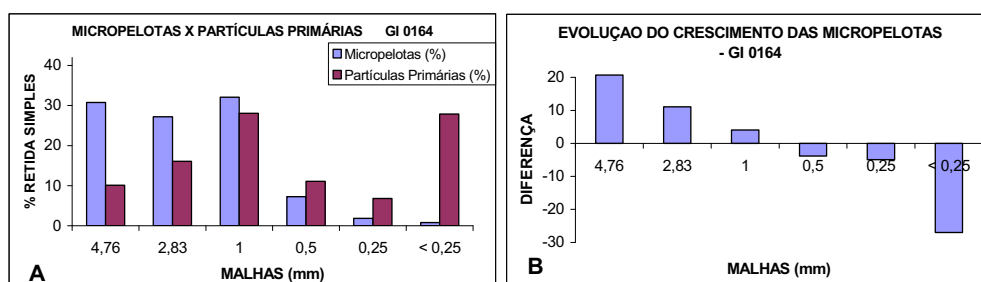 MICROPELOTAS X PARTÍCULAS PRIMÁRIAS GI 0164
Micropelotas (%)
Partículas Primárias (%)
% RETIDA SIMPLES
40
30
20
10
0
4,76 2,83 1 0,5 0,25 < 0,25
MALHAS (mm)
A
EVOLUÇAO DO CRESCIMENTO DAS MICROPELOTAS
- GI 0164
DIFERENÇA
20
10
0
-10
-20
-30
4,76 2,83 1 0,5 0,25 < 0,25
MALHAS (mm)
B